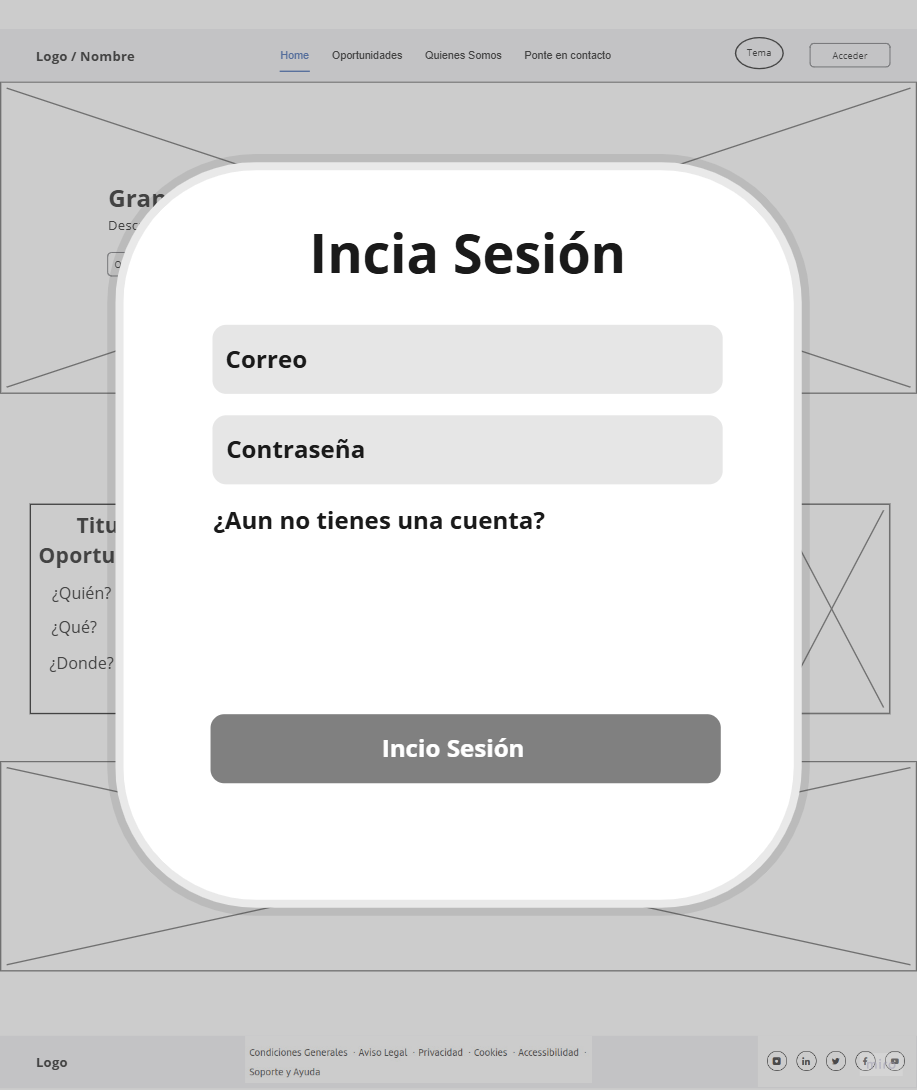 Logo / Nombre
Home
Oportunidades
Quienes Somos
Ponte en contacto
Tema
Acceder
Gran
Desc
Incia Sesión
Correo
Contraseña
¿Aun no tienes una cuenta?
Titu
Oportu
¿Quién?
¿Qué?
¿Donde?
Incio Sesión
Logo
Condiciones Generales · Aviso Legal · Privacidad · Cookies · Accessibilidad ·
Soporte y Ayuda
miro